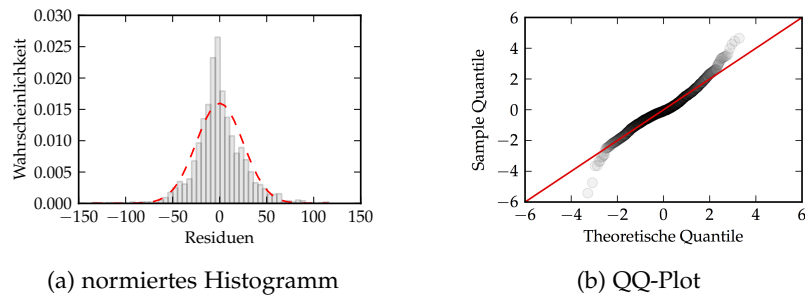 0.030
0.025
0.020
0.015
0.010
0.005
0.000
Wahrscheinlichkeit
−150 −100 −50 0 50 100 150
Residuen
(a) normiertes Histogramm
6
4
2
0
−2
−4
−6
Sample Quantile
−6 −4 −2 0 2 4 6
Theoretische Quantile
(b) QQ-Plot